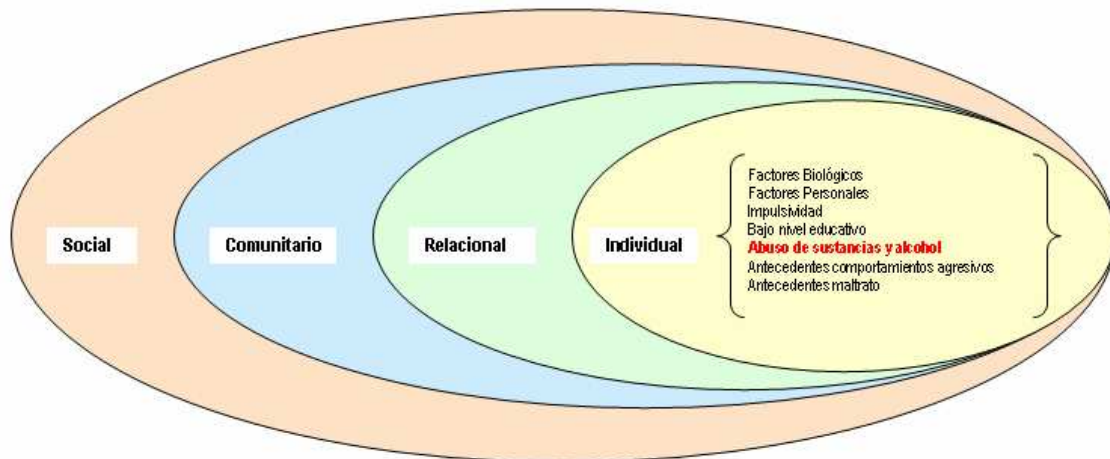 Social
Comunitario
Relacional
Individual
Factores Biológicos
Factores Personales
Impulsividad
Bajo nivel educativo
Abuso de sustancias y alcohol
Antecedentes comportamientos agresivos
Antecedentes maltrato